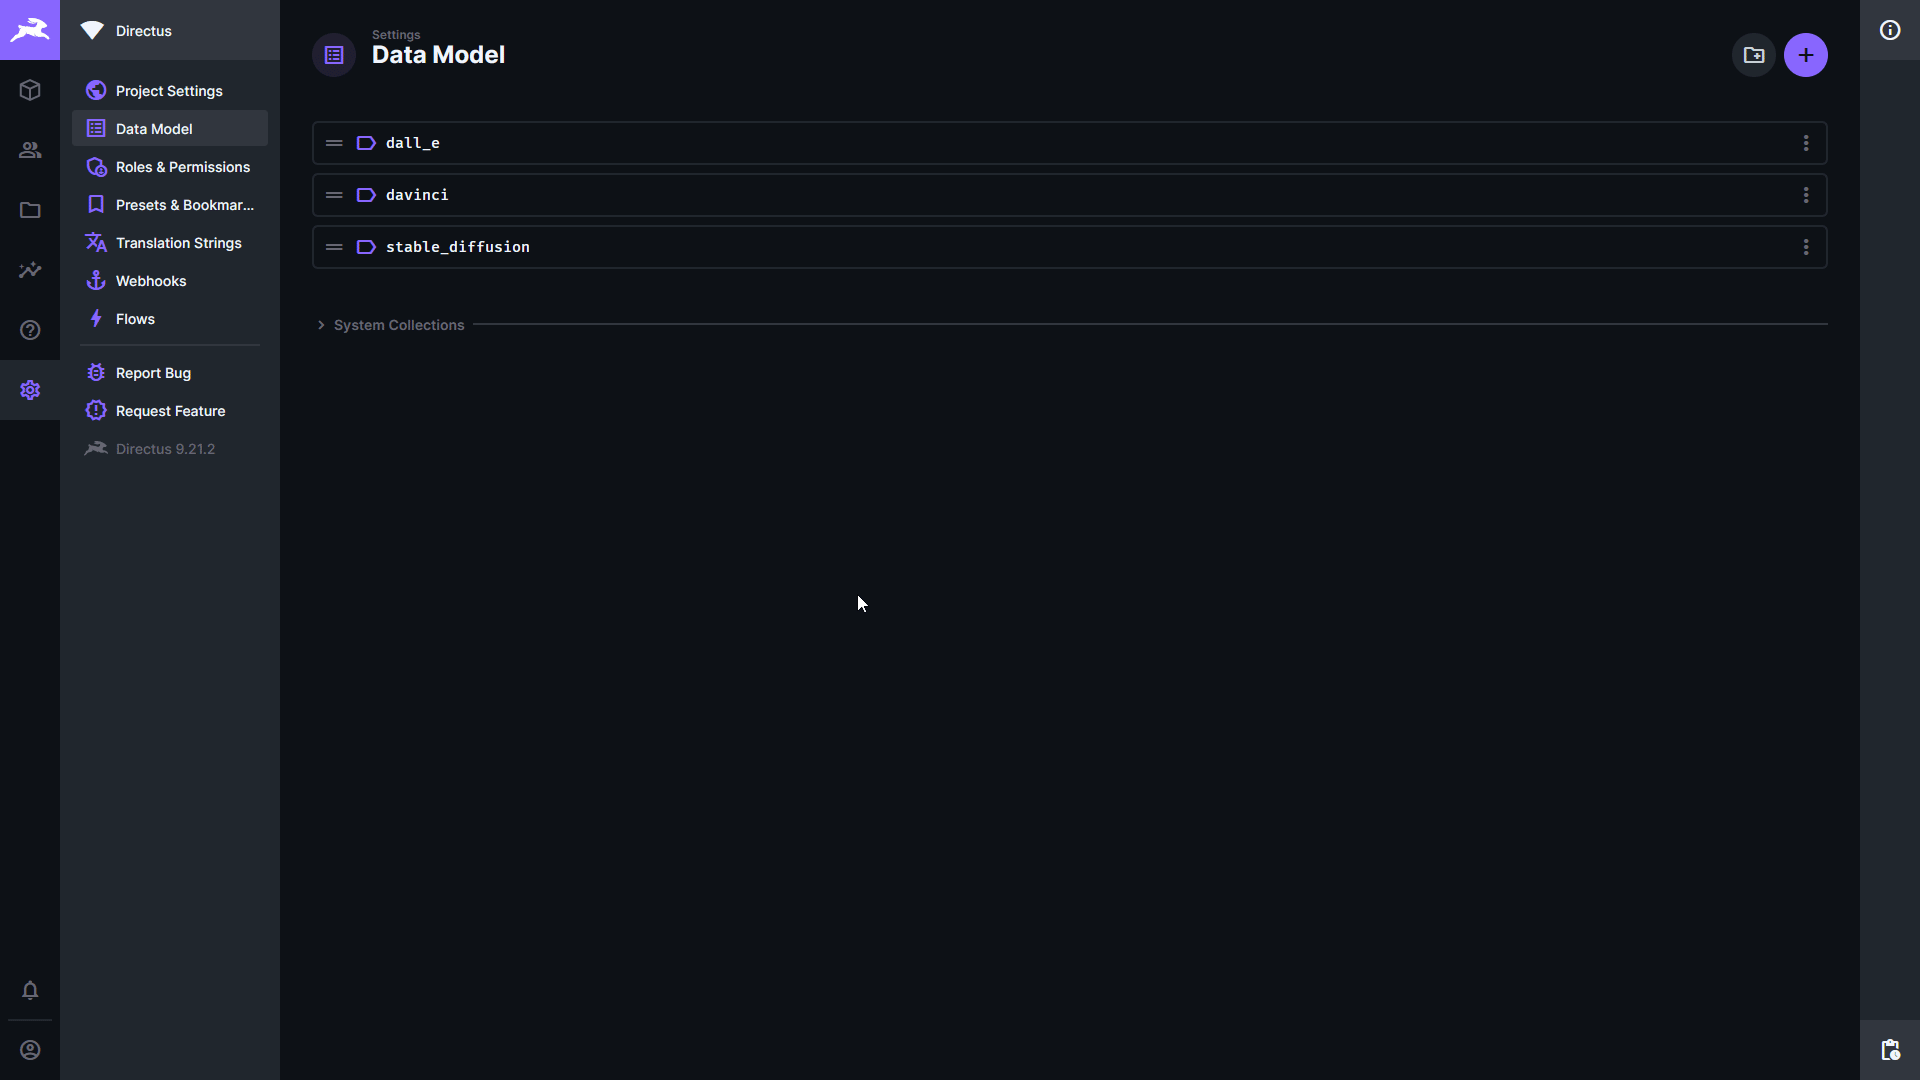 Directus
Project Settings
Data Model
Roles & Permissions
Presets & Bookmar...
Translation Strings
Webhooks
Flows
Report Bug
Request Feature
Directus 9.21.2
Settings
Data Model
dall_e
davinci
stable_diffusion
System Collections